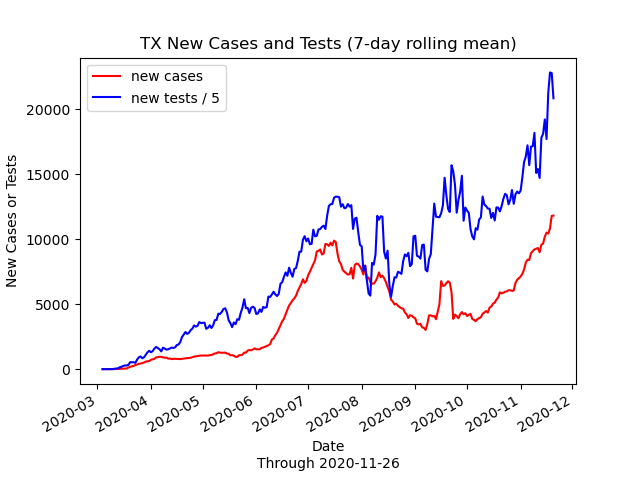 TX New Cases and Tests (7-day rolling mean)
new cases
new tests / 5
New Cases or Tests
20000
15000
10000
5000
0
2020-03
2020-04
2020-05
2020-06
2020-07
2020-08
2020-09
2020-10
2020-11
2020-12
Date
Through 2020-11-26